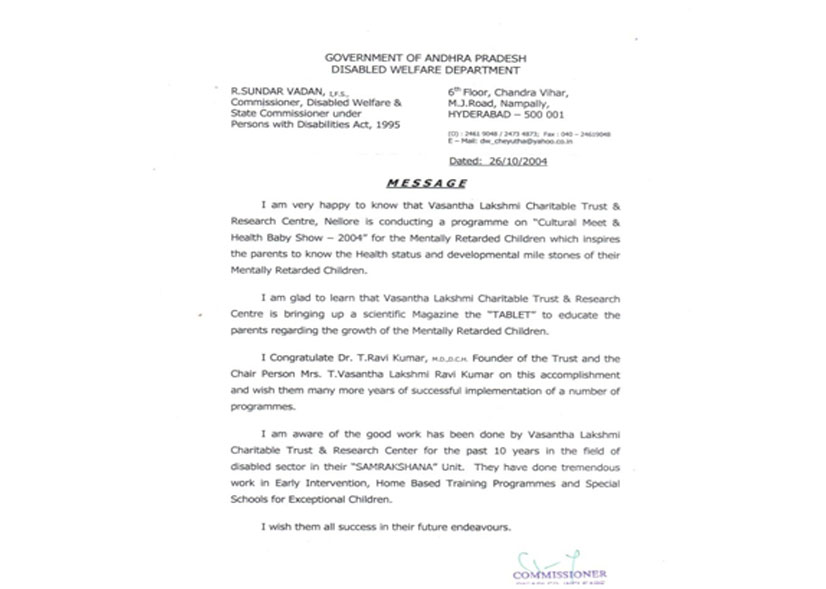 GOVERNMENT OF ANDHRA PRADESH
DISABLED WELFARE DEPARTMENT
R.SUNDAR VADAN, I.F.S.,
Commissioner, Disabled Welfare &
State Commissioner under
Persons with Disabilities Act, 1995
6th Floor, Chandra Vihar,
M.J.Road, Nampally,
HYDERABAD – 500 001
(O) : 2461 9048 / 2473 4873; Fax : 040 – 24619048
E – Mail: dw_cheyutha@yahoo.co.in
Dated: 26/10/2004
MESSAGE
I am very happy to know that Vasantha Lakshmi Charitable Trust &
Research Centre, Nellore is conducting a programme on "Cultural Meet &
Health Baby Show – 2004" for the Mentally Retarded Children which inspires
the parents to know the Health status and developmental mile stones of their
Mentally Retarded Children.
I am glad to learn that Vasantha Lakshmi Charitable Trust & Research
Centre is bringing up a scientific Magazine the "TABLET" to educate the
parents regarding the growth of the Mentally Retarded Children.
I Congratulate Dr. T.Ravi Kumar, M.D.,D.C.H. Founder of the Trust and the
Chair Person Mrs. T.Vasantha Lakshmi Ravi Kumar on this accomplishment
and wish them many more years of successful implementation of a number of
programmes.
I am aware of the good work has been done by Vasantha Lakshmi
Charitable Trust & Research Center for the past 10 years in the field of
disabled sector in their "SAMRAKSHANA" Unit. They have done tremendous
work in Early Intervention, Home Based Training Programmes and Special
Schools for Exceptional Children.
I wish them all success in their future endeavours.
COMMISSIONER